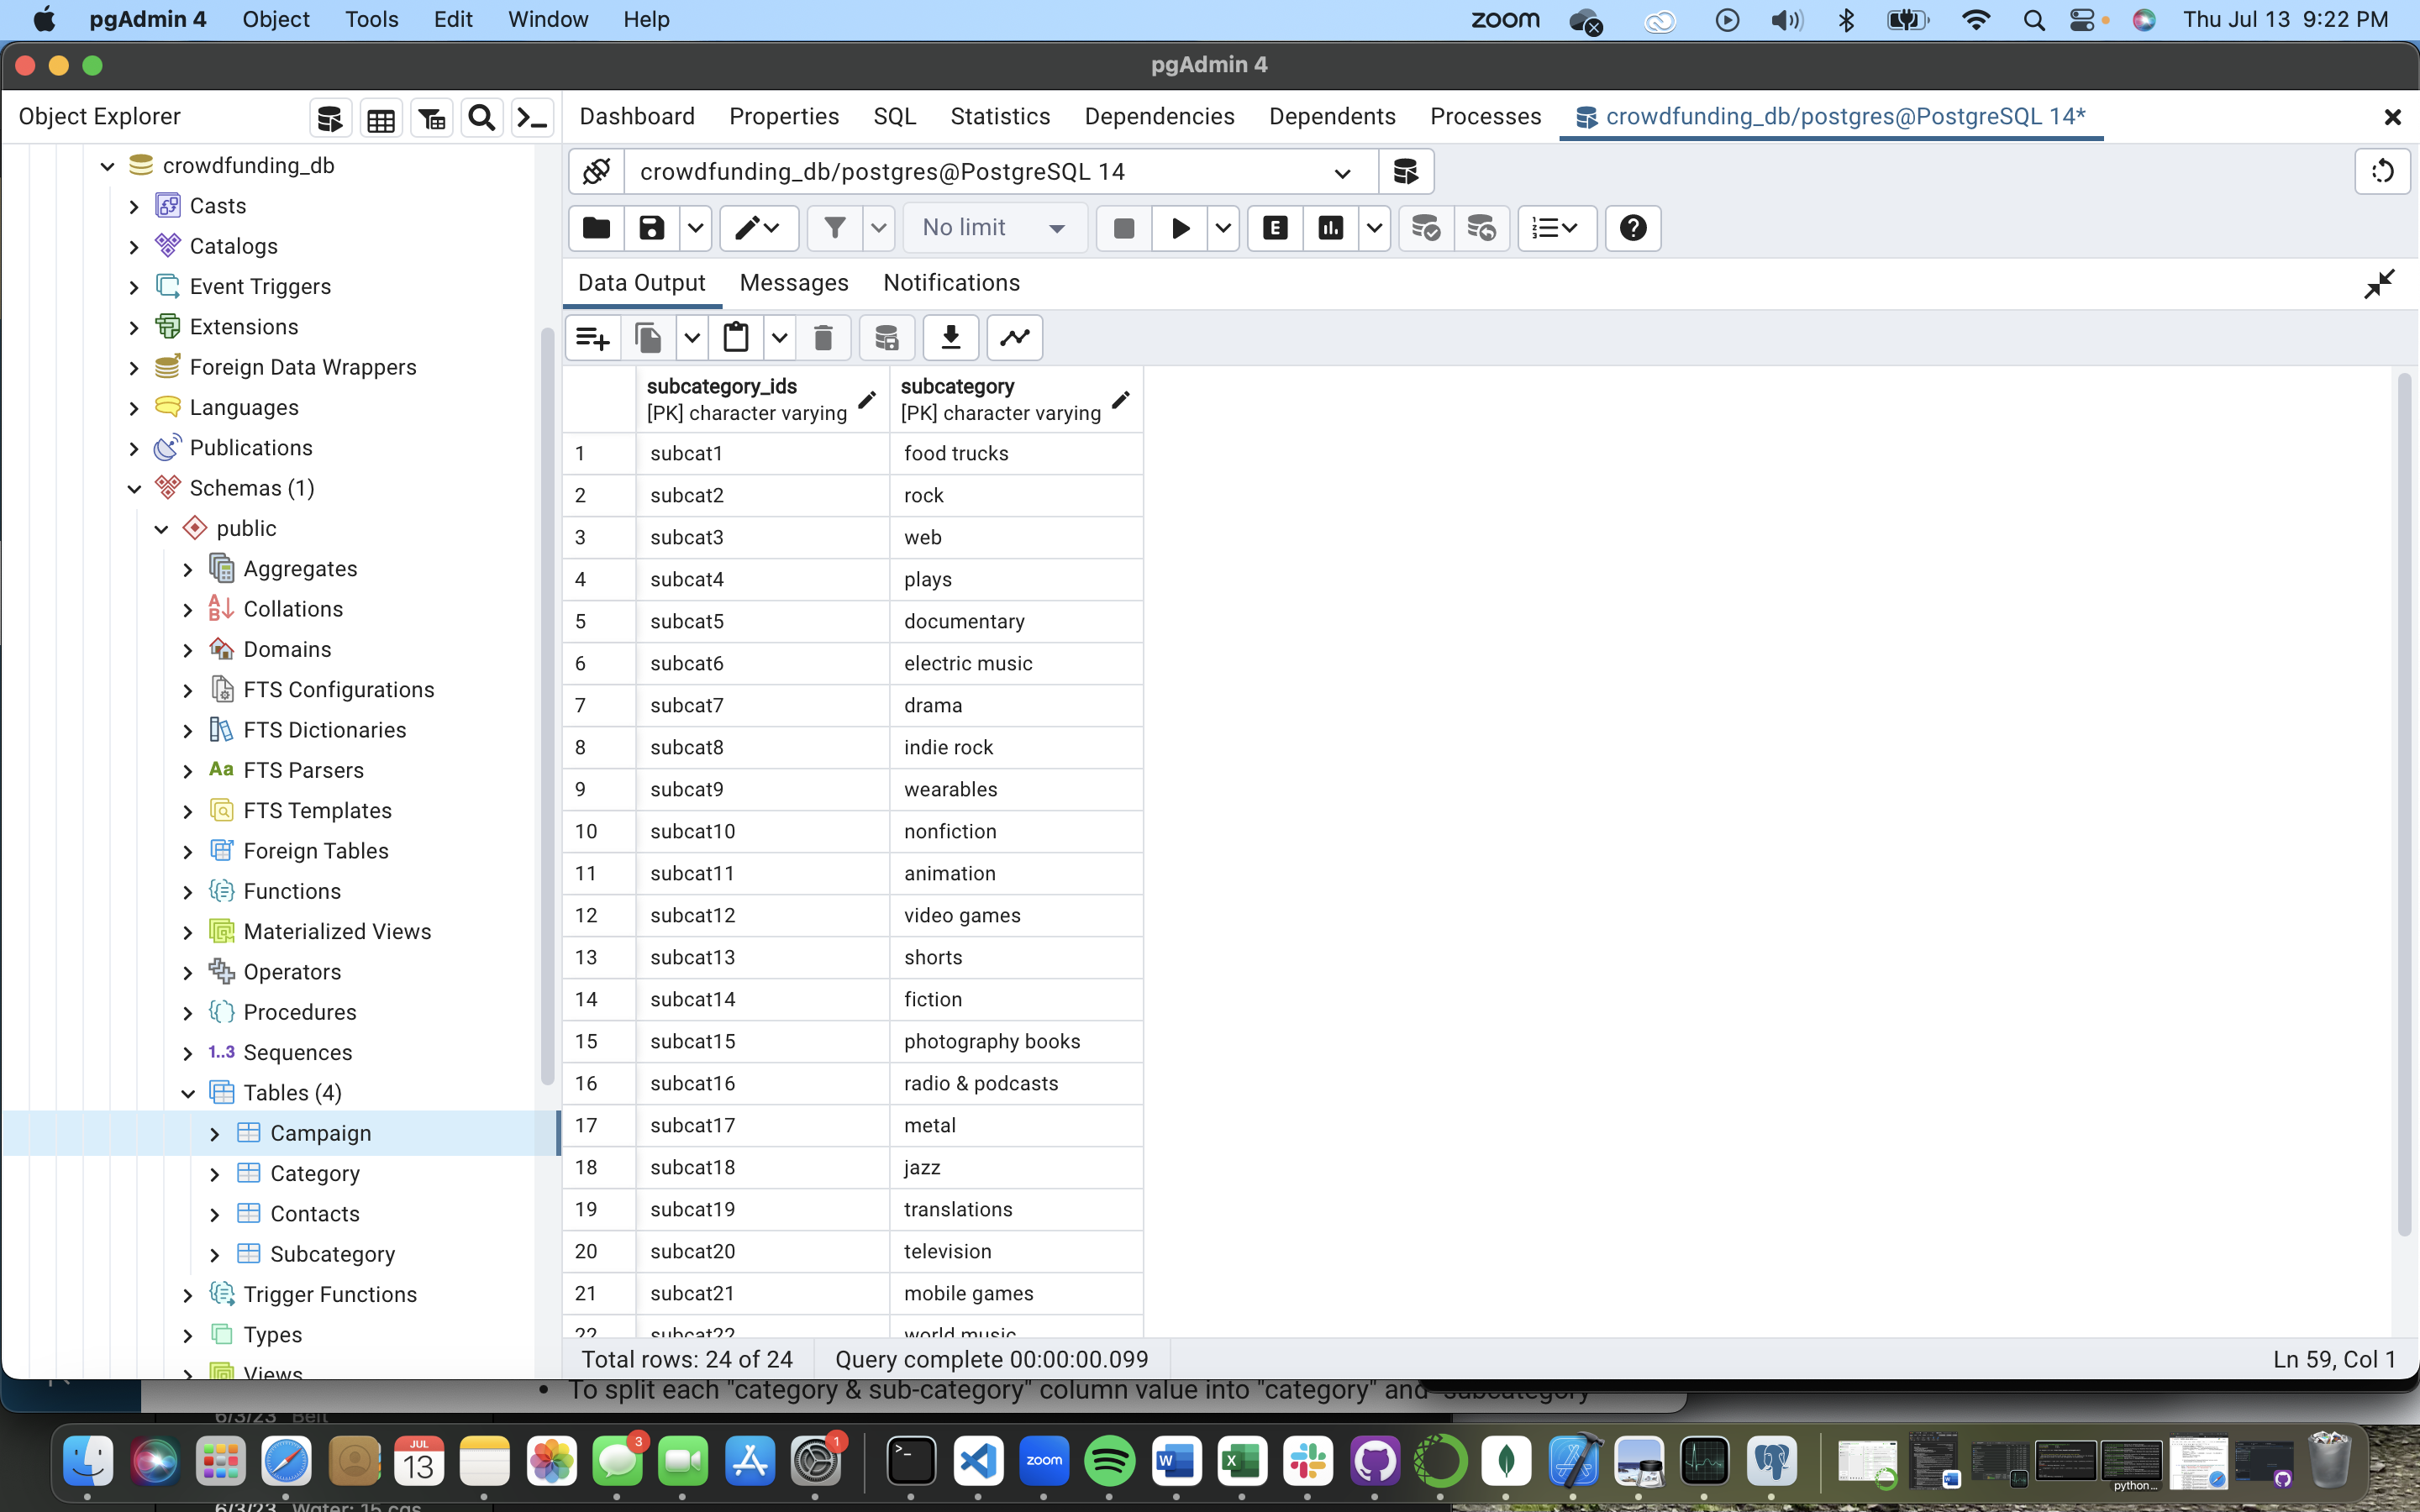 pgAdmin 4 Object Tools Edit Window Help zoom Thu Jul 13 9:22 PM
pgAdmin 4
Object Explorer
Dashboard Properties SQL Statistics Dependencies Dependents Processes crowdfunding_db/postgres@PostgreSQL 14*
crowdfunding_db
Casts
Catalogs
Event Triggers
Extensions
Foreign Data Wrappers
Languages
Publications
Schemas (1)
public
Aggregates
Collations
Domains
FTS Configurations
FTS Dictionaries
Aa FTS Parsers
FTS Templates
Foreign Tables
Functions
Materialized Views
Operators
Procedures
1..3 Sequences
Tables (4)
Campaign
Category
Contacts
Subcategory
Trigger Functions
Types
Views
crowdfunding_db/postgres@PostgreSQL 14
No limit E
Data Output Messages Notifications
subcategory_ids subcategory
[PK] character varying [PK] character varying
1 subcat1 food trucks
2 subcat2 rock
3 subcat3 web
4 subcat4 plays
5 subcat5 documentary
6 subcat6 electric music
7 subcat7 drama
8 subcat8 indie rock
9 subcat9 wearables
10 subcat10 nonfiction
11 subcat11 animation
12 subcat12 video games
13 subcat13 shorts
14 subcat14 fiction
15 subcat15 photography books
16 subcat16 radio & podcasts
17 subcat17 metal
18 subcat18 jazz
19 subcat19 translations
20 subcat20 television
21 subcat21 mobile games
22 subcat22 world music
Total rows: 24 of 24 Query complete 00:00:00.099 Ln 59, Col 1
• To split each "category & sub-category" column value into "category" and "subcategory"
6/3/23 Belt
JUL
13
3
1
zoom
W
X
python...
6/3/23 Water: 15 cgs